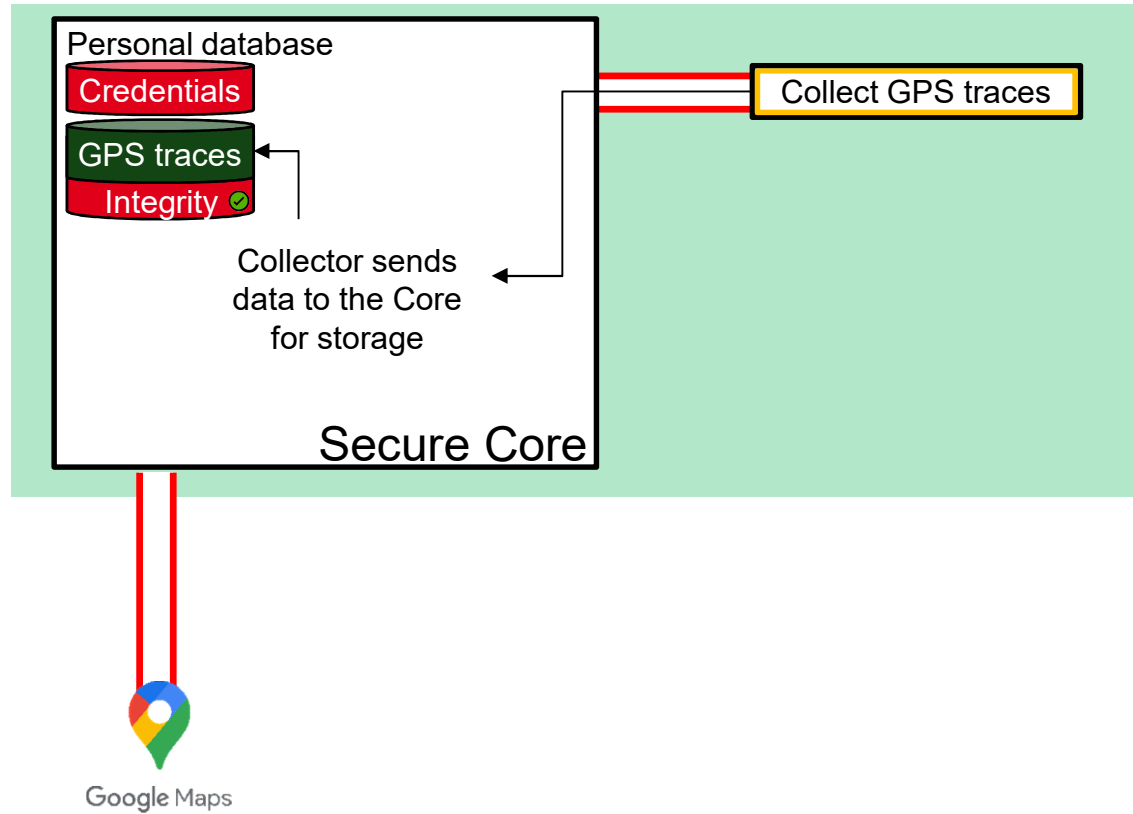 Personal database
Credentials
GPS traces
Integrity
Collect GPS traces
Collector sends
data to the Core
for storage
Secure Core
Google Maps